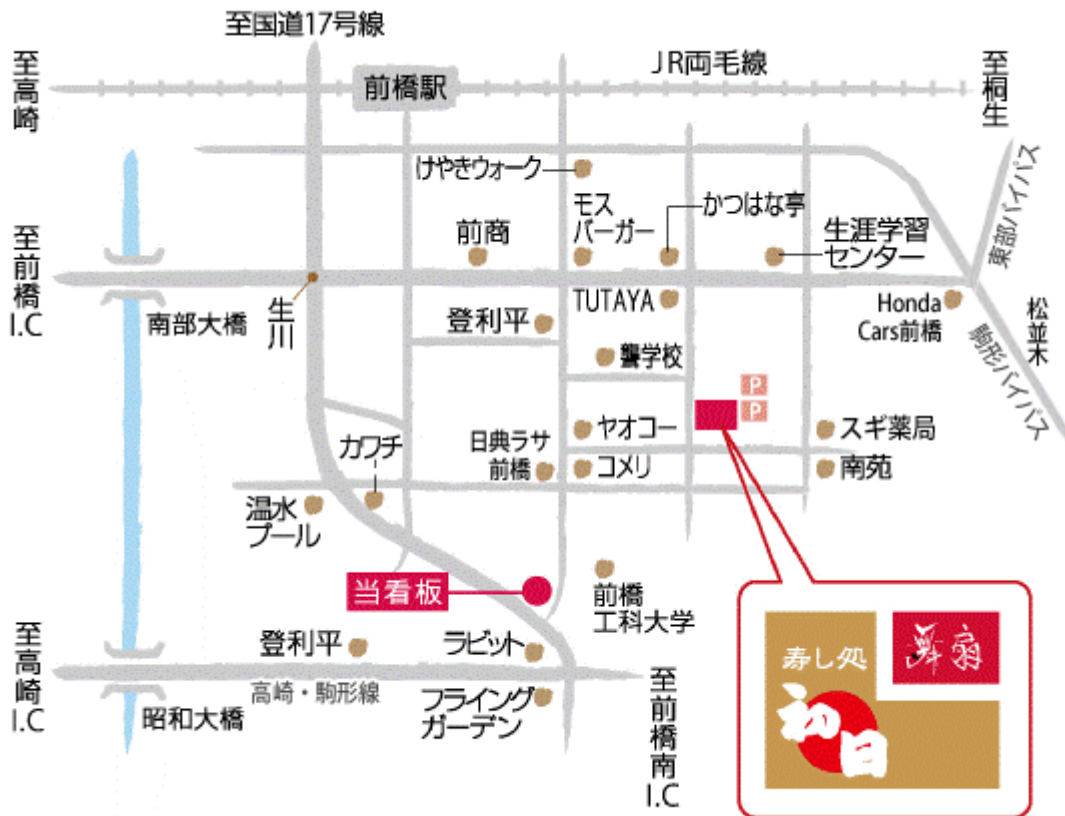 至国道17号線
至高崎
前橋駅
JR両毛線
至桐生
けやきウォーク
モス
バーガー
かつはな亭
生涯学習
センター
前商
東部バイパス
至前橋
I.C
南部大橋
生川
登利平
TUTAYA
Honda
Cars前橋
松並木
駒形バイパス
聾学校
P
P
カワチ
日典ラサ
前橋
ヤオコー
コメリ
スギ薬局
南苑
温水
プール
当看板
前橋
工科大学
至高崎
I.C
登利平
ラビット
高崎・駒形線
昭和大橋
フライング
ガーデン
至前橋南
I.C
寿し処
初日